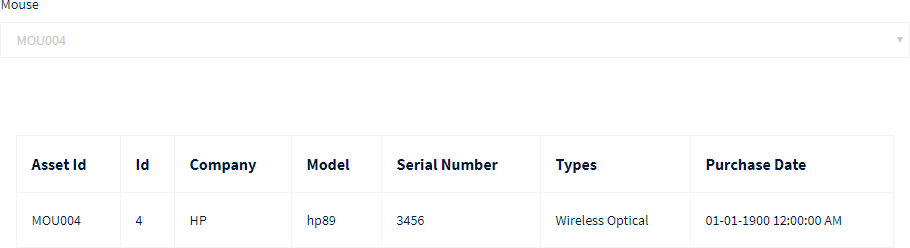 Mouse
MOU004
Asset Id Id Company Model Serial Number Types Purchase Date
MOU004 4 HP hp89 3456 Wireless Optical 01-01-1900 12:00:00 AM